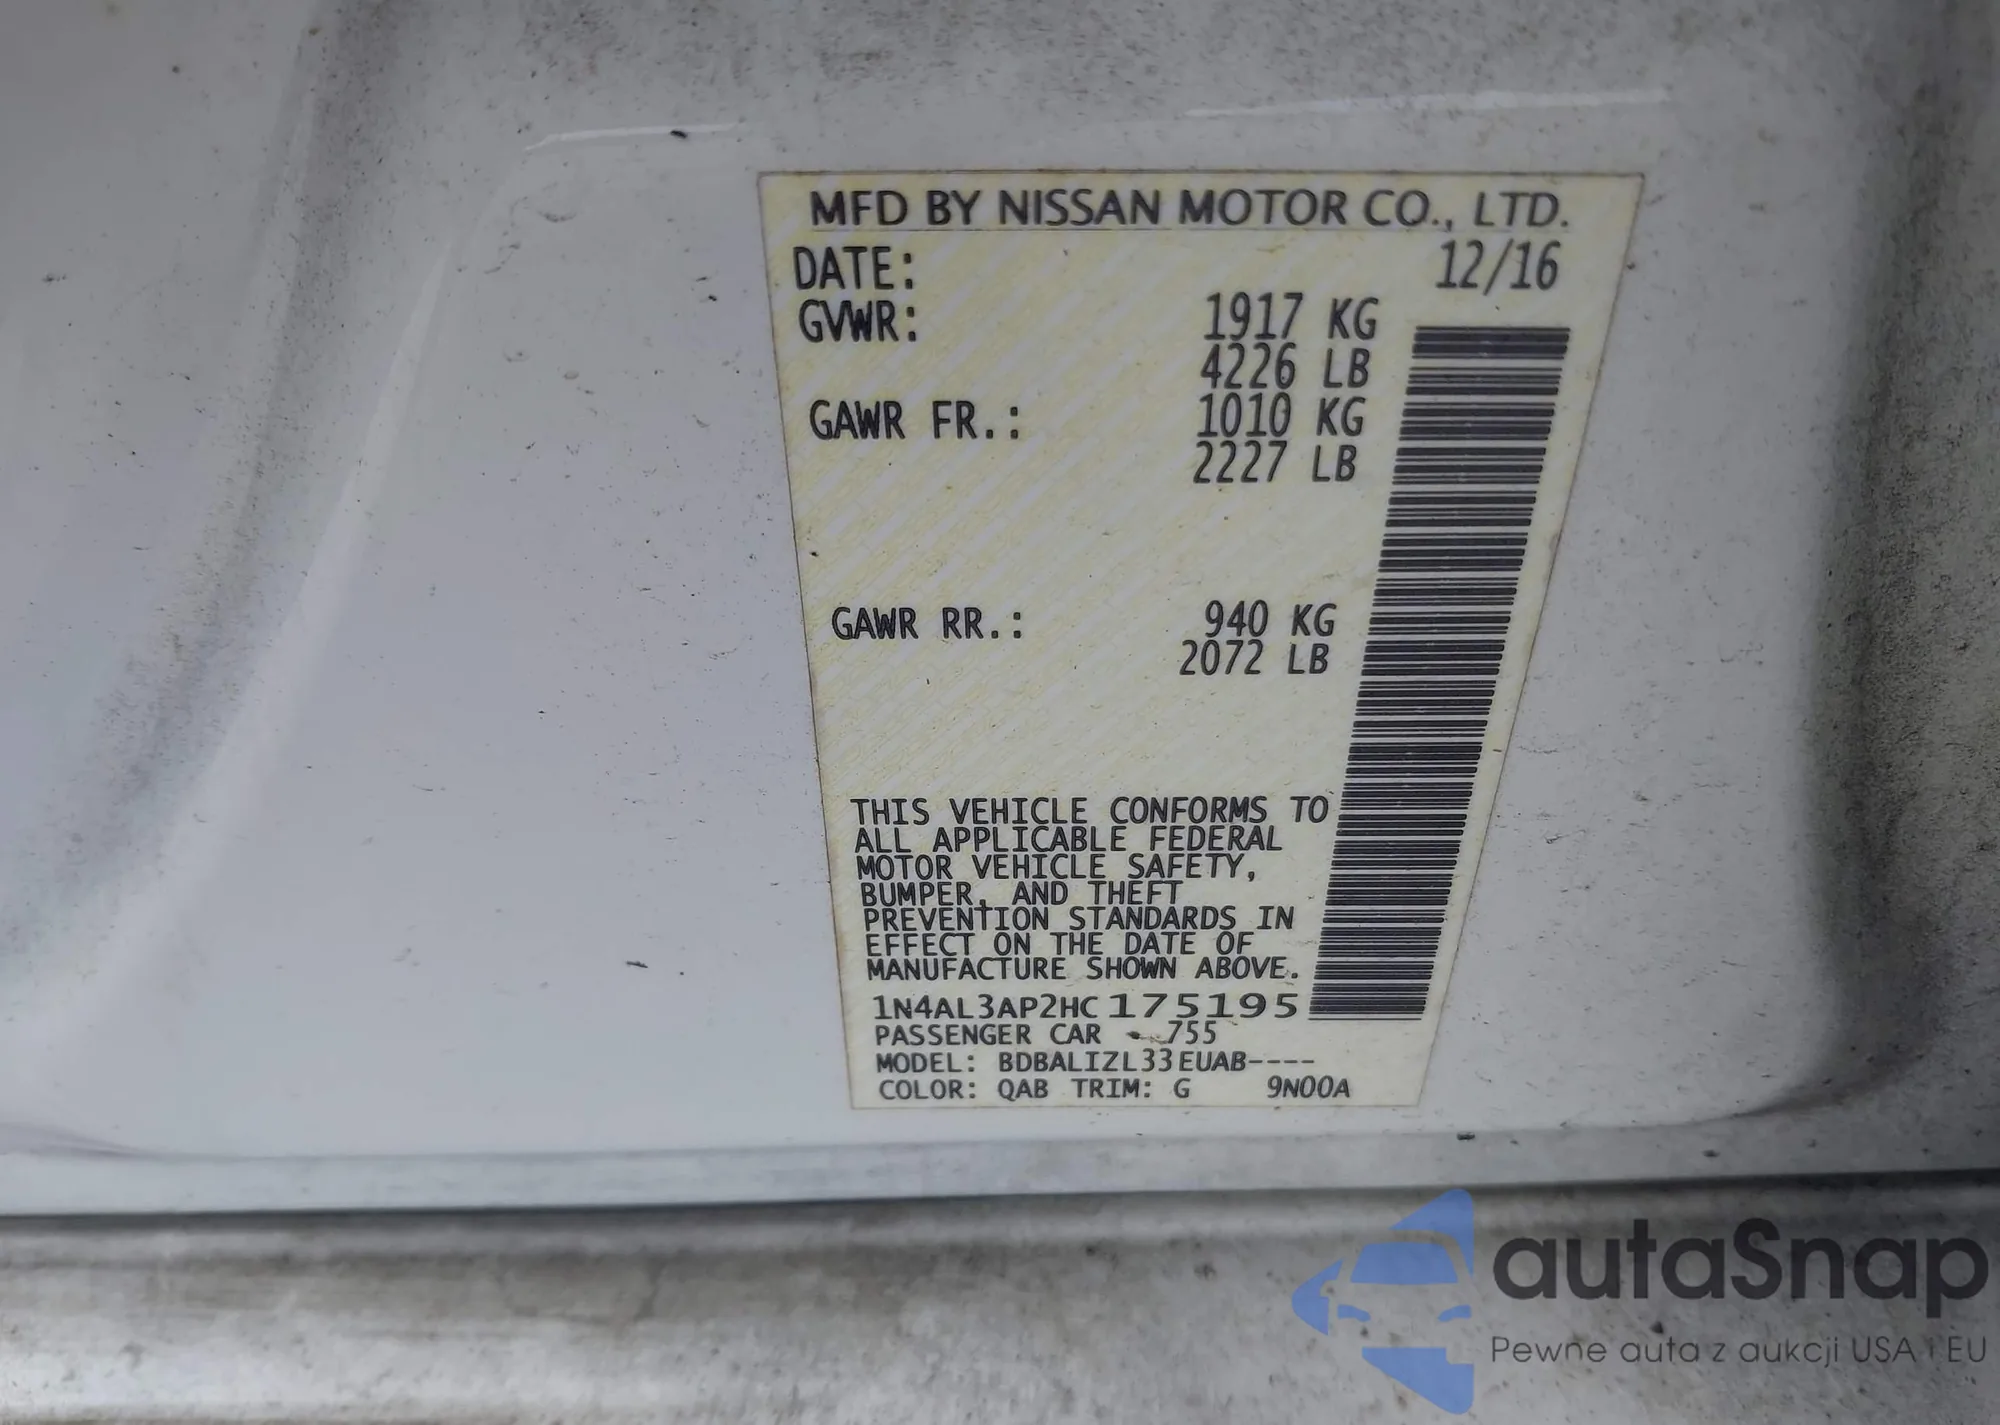 MFD BY NISSAN MOTOR CO., LTD.
DATE: 12/16
GVWR: 1917 KG
4226 LB
GAWR FR.: 1010 KG
2227 LB
GAWR RR.: 940 KG
2072 LB
THIS VEHICLE CONFORMS TO
ALL APPLICABLE FEDERAL
MOTOR VEHICLE SAFETY,
BUMPER, AND THEFT
PREVENTION STANDARDS IN
EFFECT ON THE DATE OF
MANUFACTURE SHOWN ABOVE.
1N4AL3AP2HC175195
PASSENGER CAR - 755
MODEL: BDBALIZL33EUAB----
COLOR: QAB TRIM: G 9N00A
autaSnap
Pewne auta z aukcji USA i EU